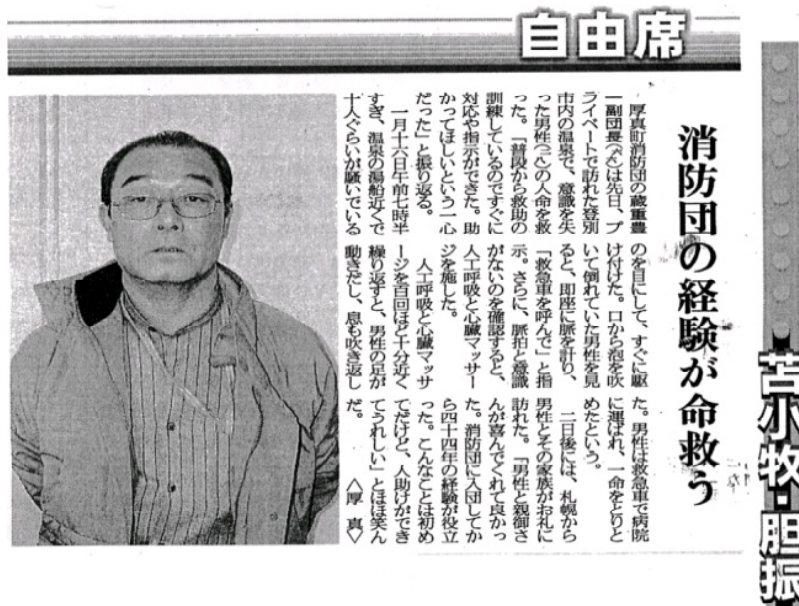 自由席
消防団の経験が命救う
厚真町消防団の蔵重豊
一副団長は先日、プ
ライベートで訪れた登別
市内の温泉で、意識を失
った男性の人命を救
った。「普段から救助の
訓練しているのですぐに
対応や指示ができた。助
かってほしいという一心
だった」と振り返る。
一月十六日午前七時半
すぎ、温泉の湯船近くで
十人ぐらいが騒いでいる
のを目にして、すぐに駆
け付けた。口から泡を吹
いて倒れていた男性を見
ると、即座に脈を計り、
「救急車を呼んで」と指
示。さらに、脈拍と意識
がないのを確認すると、
人工呼吸と心臓マッサー
ジを施した。
人工呼吸と心臓マッサ
ージを百回ほど十分近く
繰り返すと、男性の足が
動きだし、息も吹き返し
た。男性は救急車で病院
に運ばれ、一命をとりと
めたという。
二日後には、札幌から
男性とその家族がお礼に
訪れた。「男性と親御さ
んが喜んでくれて良かっ
た。消防団に入団してか
ら四十四年の経験が役立
った。こんなことは初め
てだけど、人助けができ
てうれしい」とほほ笑ん
だ。
〈厚真〉
苫小牧・胆振